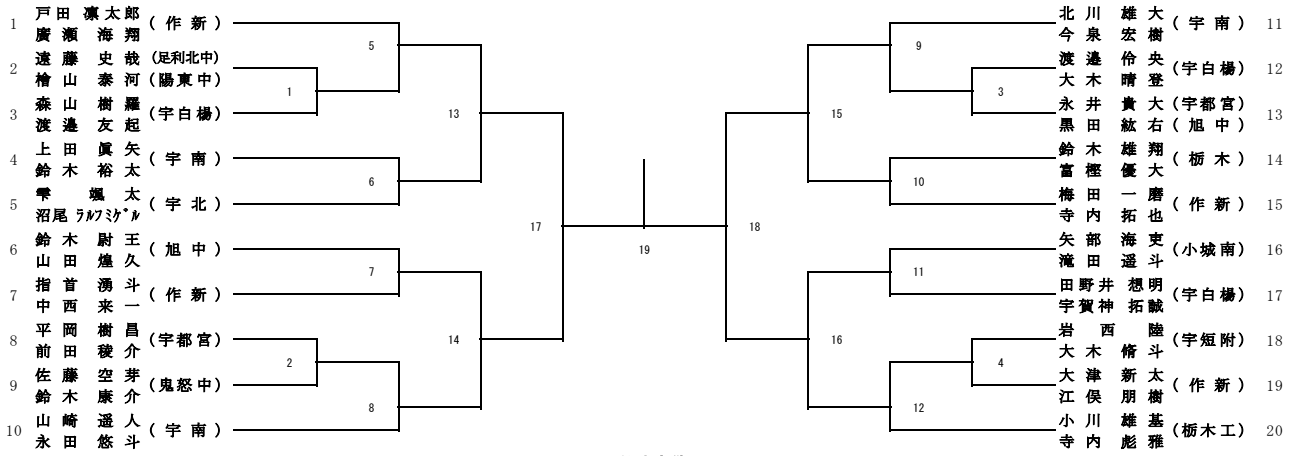 1 戸田 凛太郎 (作新)
廣瀬 海翔
2 遠藤 史哉 (足利北中)
檜山 泰河 (陽東中)
3 森山 樹羅 (宇白楊)
渡邉 友起
4 上田 眞矢 (宇南)
鈴木 裕太
5 雫 颯太 (宇北)
沼尾 ラルフミゲル
6 鈴木 尉王 (旭中)
山田 煌久
7 指首 湧斗 (作新)
中西 来一
8 平岡 樹昌 (宇都宮)
前田 稜介
9 佐藤 空芽 (鬼怒中)
鈴木 康介
10 山崎 遥人 (宇南)
永田 悠斗
5
1
13
6
17
7
14
2
8
19
9
3
15
10
18
11
16
4
12
北川 雄大 (宇南) 11
今泉 宏樹
渡邉 伶央 (宇白楊) 12
大木 晴登
永井 貴大 (宇都宮) 13
黒田 紘右 (旭中)
鈴木 雄翔 (栃木) 14
富樫 優大
梅田 一磨 (作新) 15
寺内 拓也
矢部 海吏 (小城南) 16
滝田 遥斗
田野井 想明 (宇白楊) 17
宇賀神 拓誠
岩西 陸 (宇短附) 18
大木 脩斗
大津 新太 (作新) 19
江俣 朋樹
小川 雄基 (栃木工) 20
寺内 彪雅